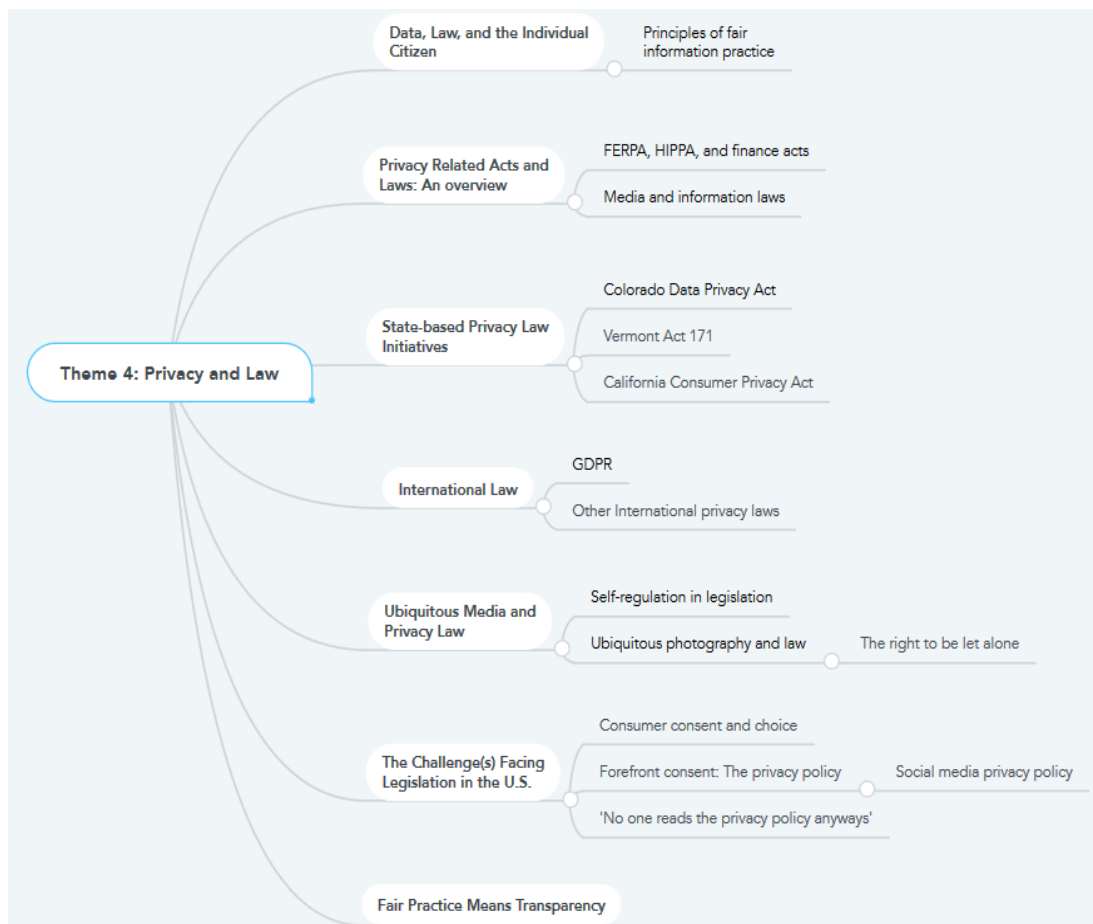 Data, Law, and the Individual
Citizen
Principles of fair
information practice
Privacy Related Acts and
Laws: An overview
FERPA, HIPPA, and finance acts
Media and information laws
State-based Privacy Law
Initiatives
Colorado Data Privacy Act
Vermont Act 171
California Consumer Privacy Act
Theme 4: Privacy and Law
International Law
GDPR
Other International privacy laws
Ubiquitous Media and
Privacy Law
Self-regulation in legislation
Ubiquitous photography and law
The right to be let alone
The Challenge(s) Facing
Legislation in the U.S.
Consumer consent and choice
Forefront consent: The privacy policy
Social media privacy policy
'No one reads the privacy policy anyways'
Fair Practice Means Transparency